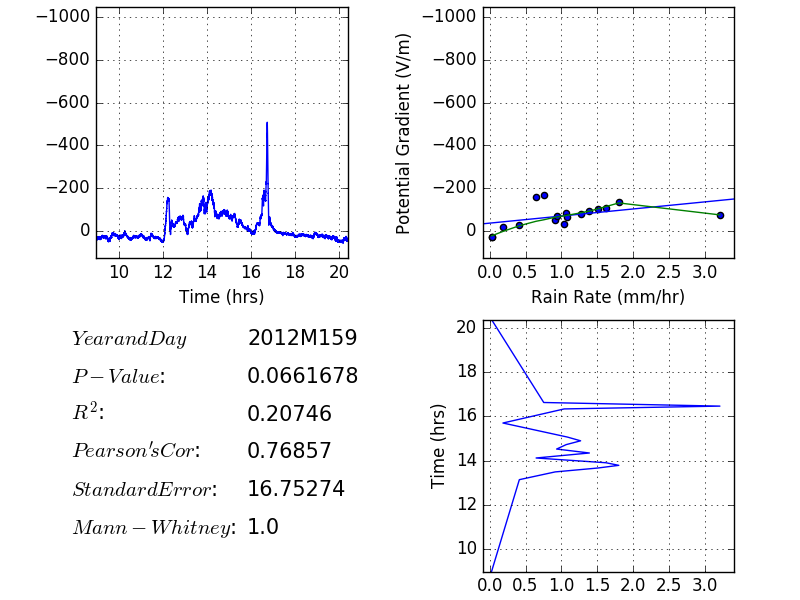 −1000
−800
−600
−400
−200
0
10 12 14 16 18 20
Time (hrs)
−1000
−800
−600
−400
−200
0
Potential Gradient (V/m)
0.0 0.5 1.0 1.5 2.0 2.5 3.0
Rain Rate (mm/hr)
YearandDay 2012M159
P − Value: 0.0661678
R²: 0.20746
Pearson'sCor: 0.76857
StandardError: 16.75274
Mann − Whitney: 1.0
20
18
16
14
12
10
Time (hrs)
0.0 0.5 1.0 1.5 2.0 2.5 3.0